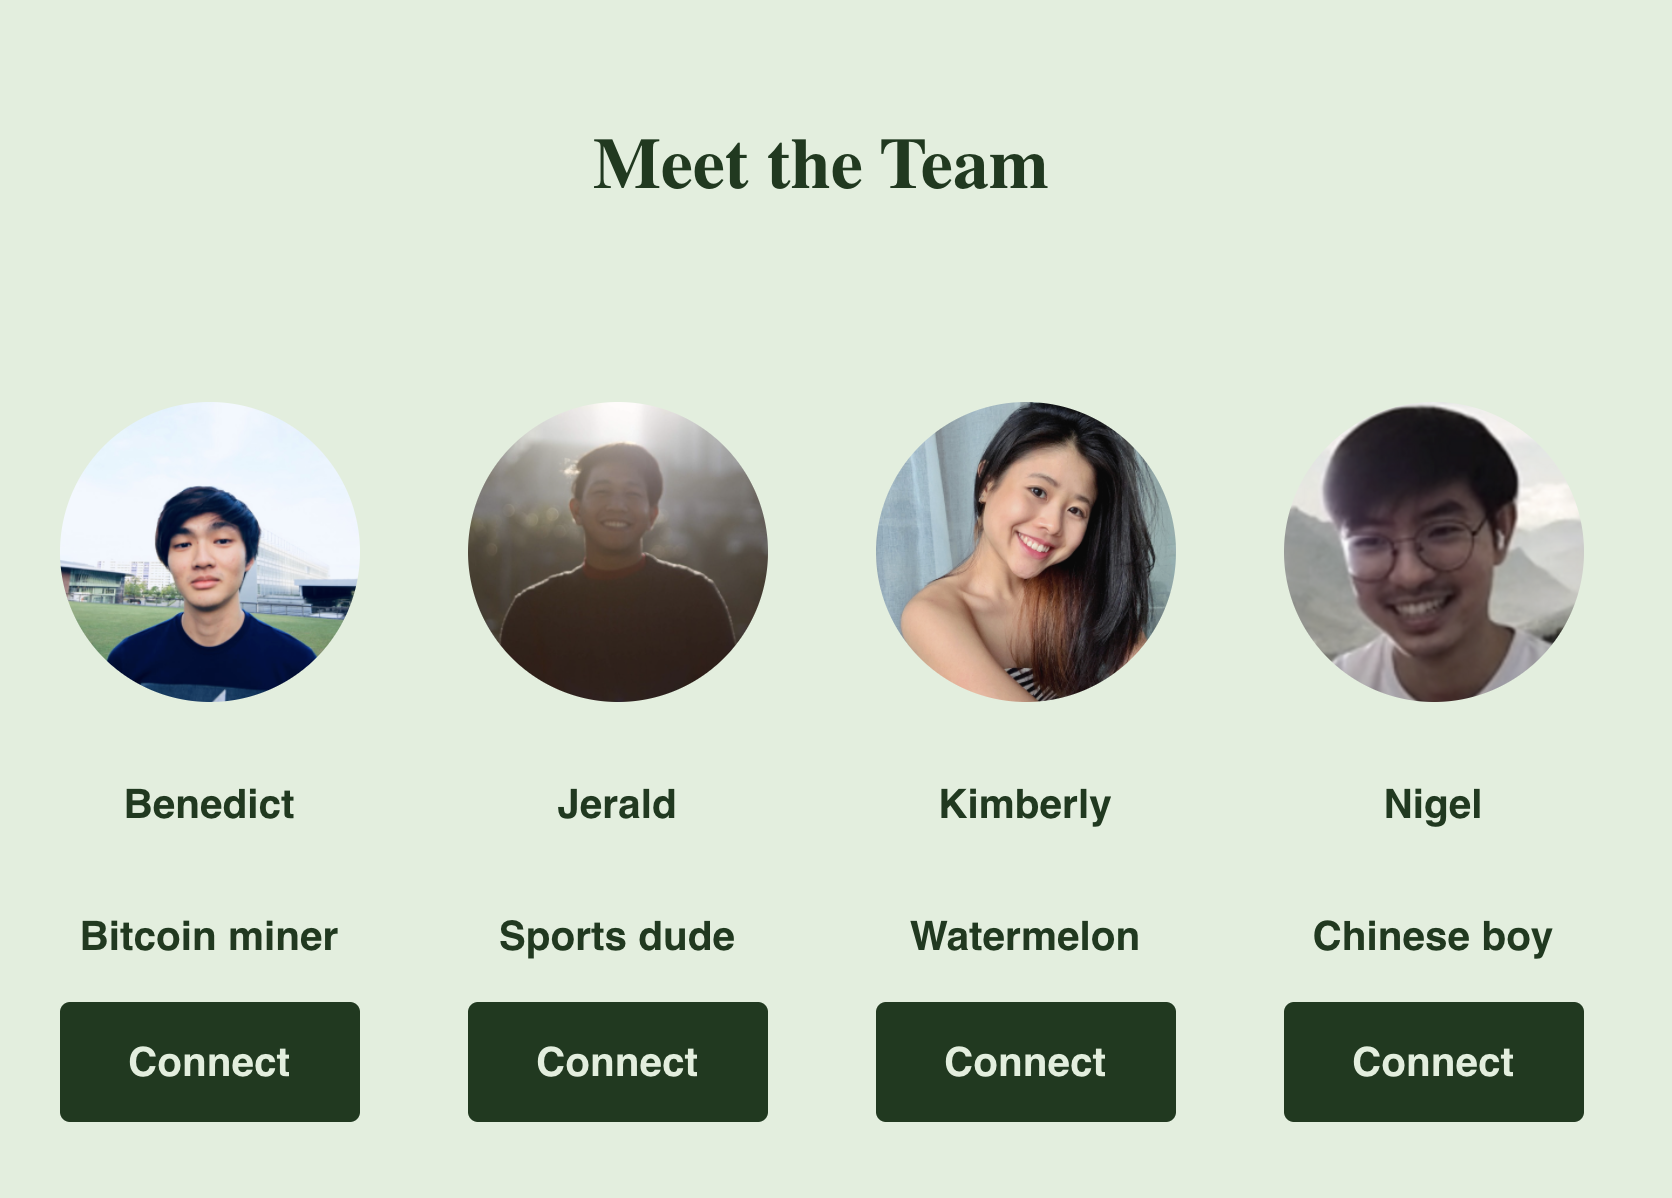 Meet the Team
Benedict
Jerald
Kimberly
Nigel
Bitcoin miner
Sports dude
Watermelon
Chinese boy
Connect
Connect
Connect
Connect